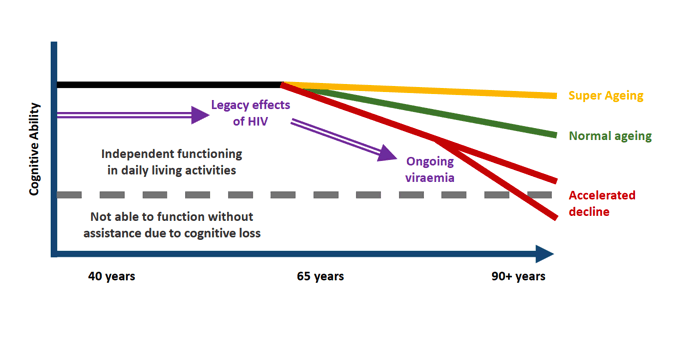 Cognitive Ability
Legacy effects
of HIV
Super Ageing
Normal ageing
Independent functioning
in daily living activities
Ongoing
viraemia
Accelerated
decline
Not able to function without
assistance due to cognitive loss
40 years
65 years
90+ years